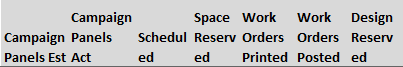 Campaign Space Work Work Design
Campaign Panels Schedul Reserv Orders Orders Reserv
Panels Est Act ed ed Printed Posted ed